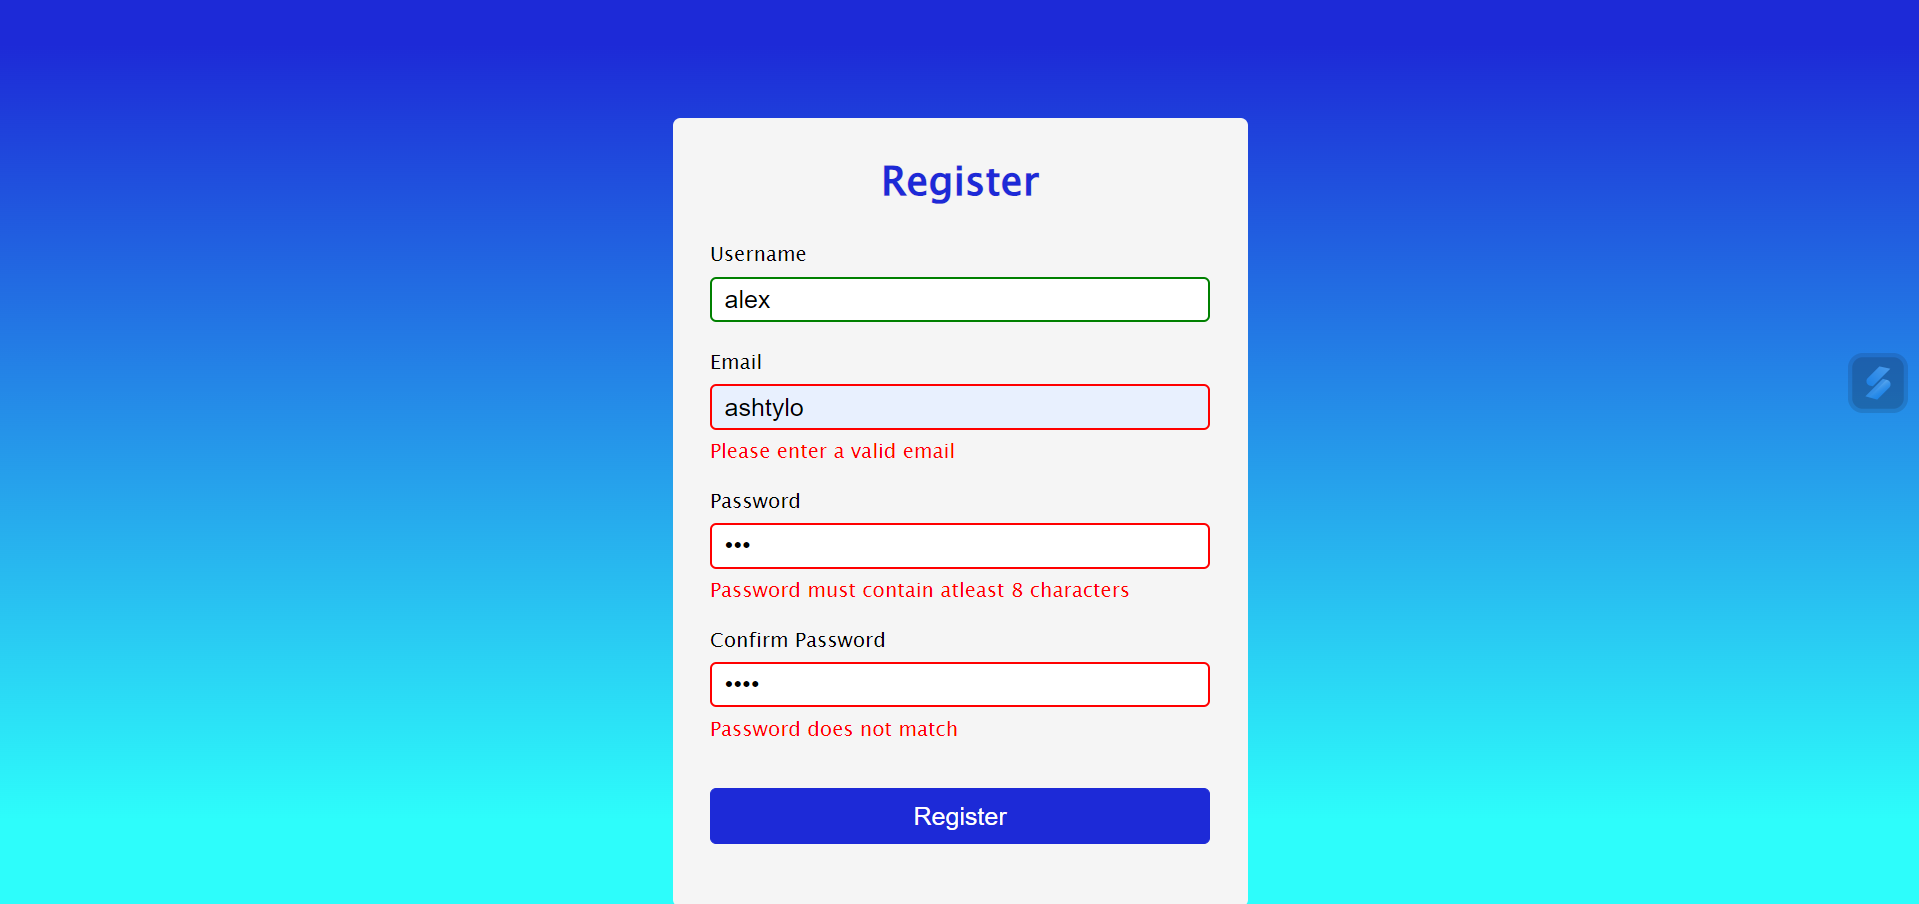 Register
Username
alex
Email
ashtylo
Please enter a valid email
Password
•••
Password must contain atleast 8 characters
Confirm Password
••••
Password does not match
Register